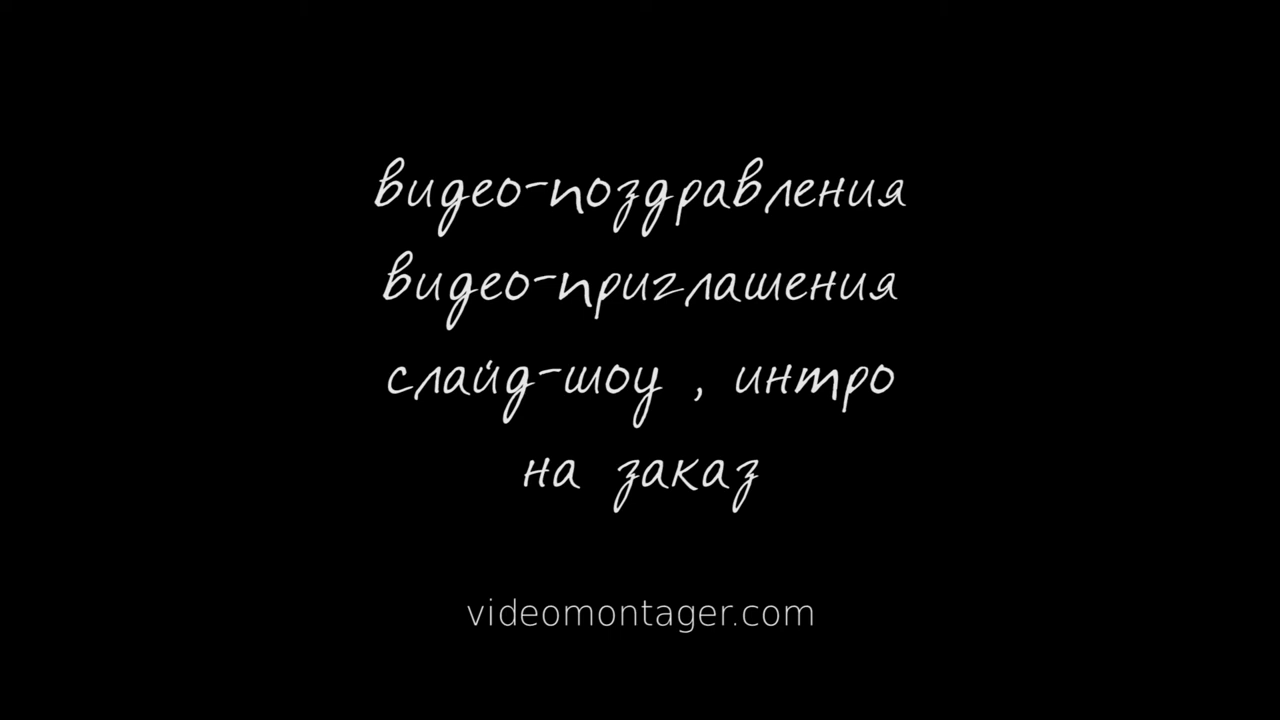 видео-поздравления
видео-приглашения
слайд-шоу , интро
на заказ
videomontager.com